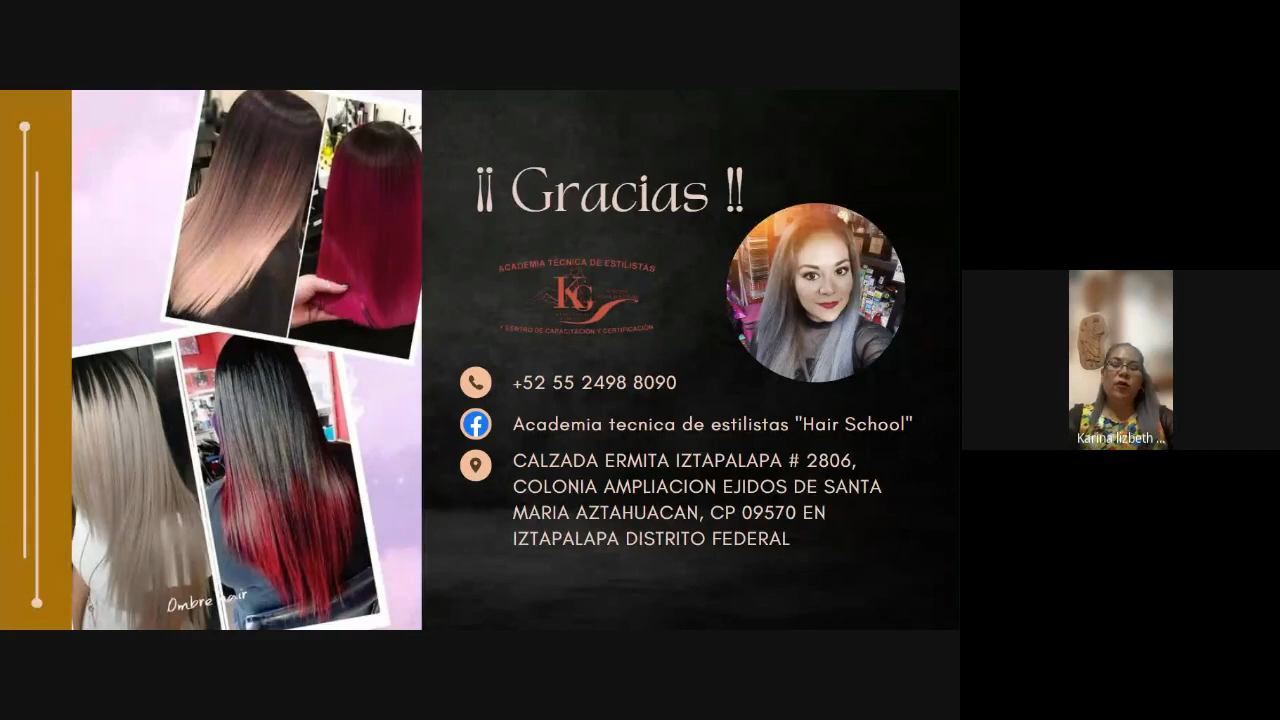 ¡¡ Gracias !!
ACADEMIA TÉCNICA DE ESTILISTAS
KG
Y CENTRO DE CAPACITACIÓN Y CERTIFICACIÓN
+52 55 2498 8090
Academia tecnica de estilistas "Hair School"
CALZADA ERMITA IZTAPALAPA # 2806,
COLONIA AMPLIACION EJIDOS DE SANTA
MARIA AZTAHUACAN, CP 09570 EN
IZTAPALAPA DISTRITO FEDERAL
Ombre hair
Karina lizbeth ...